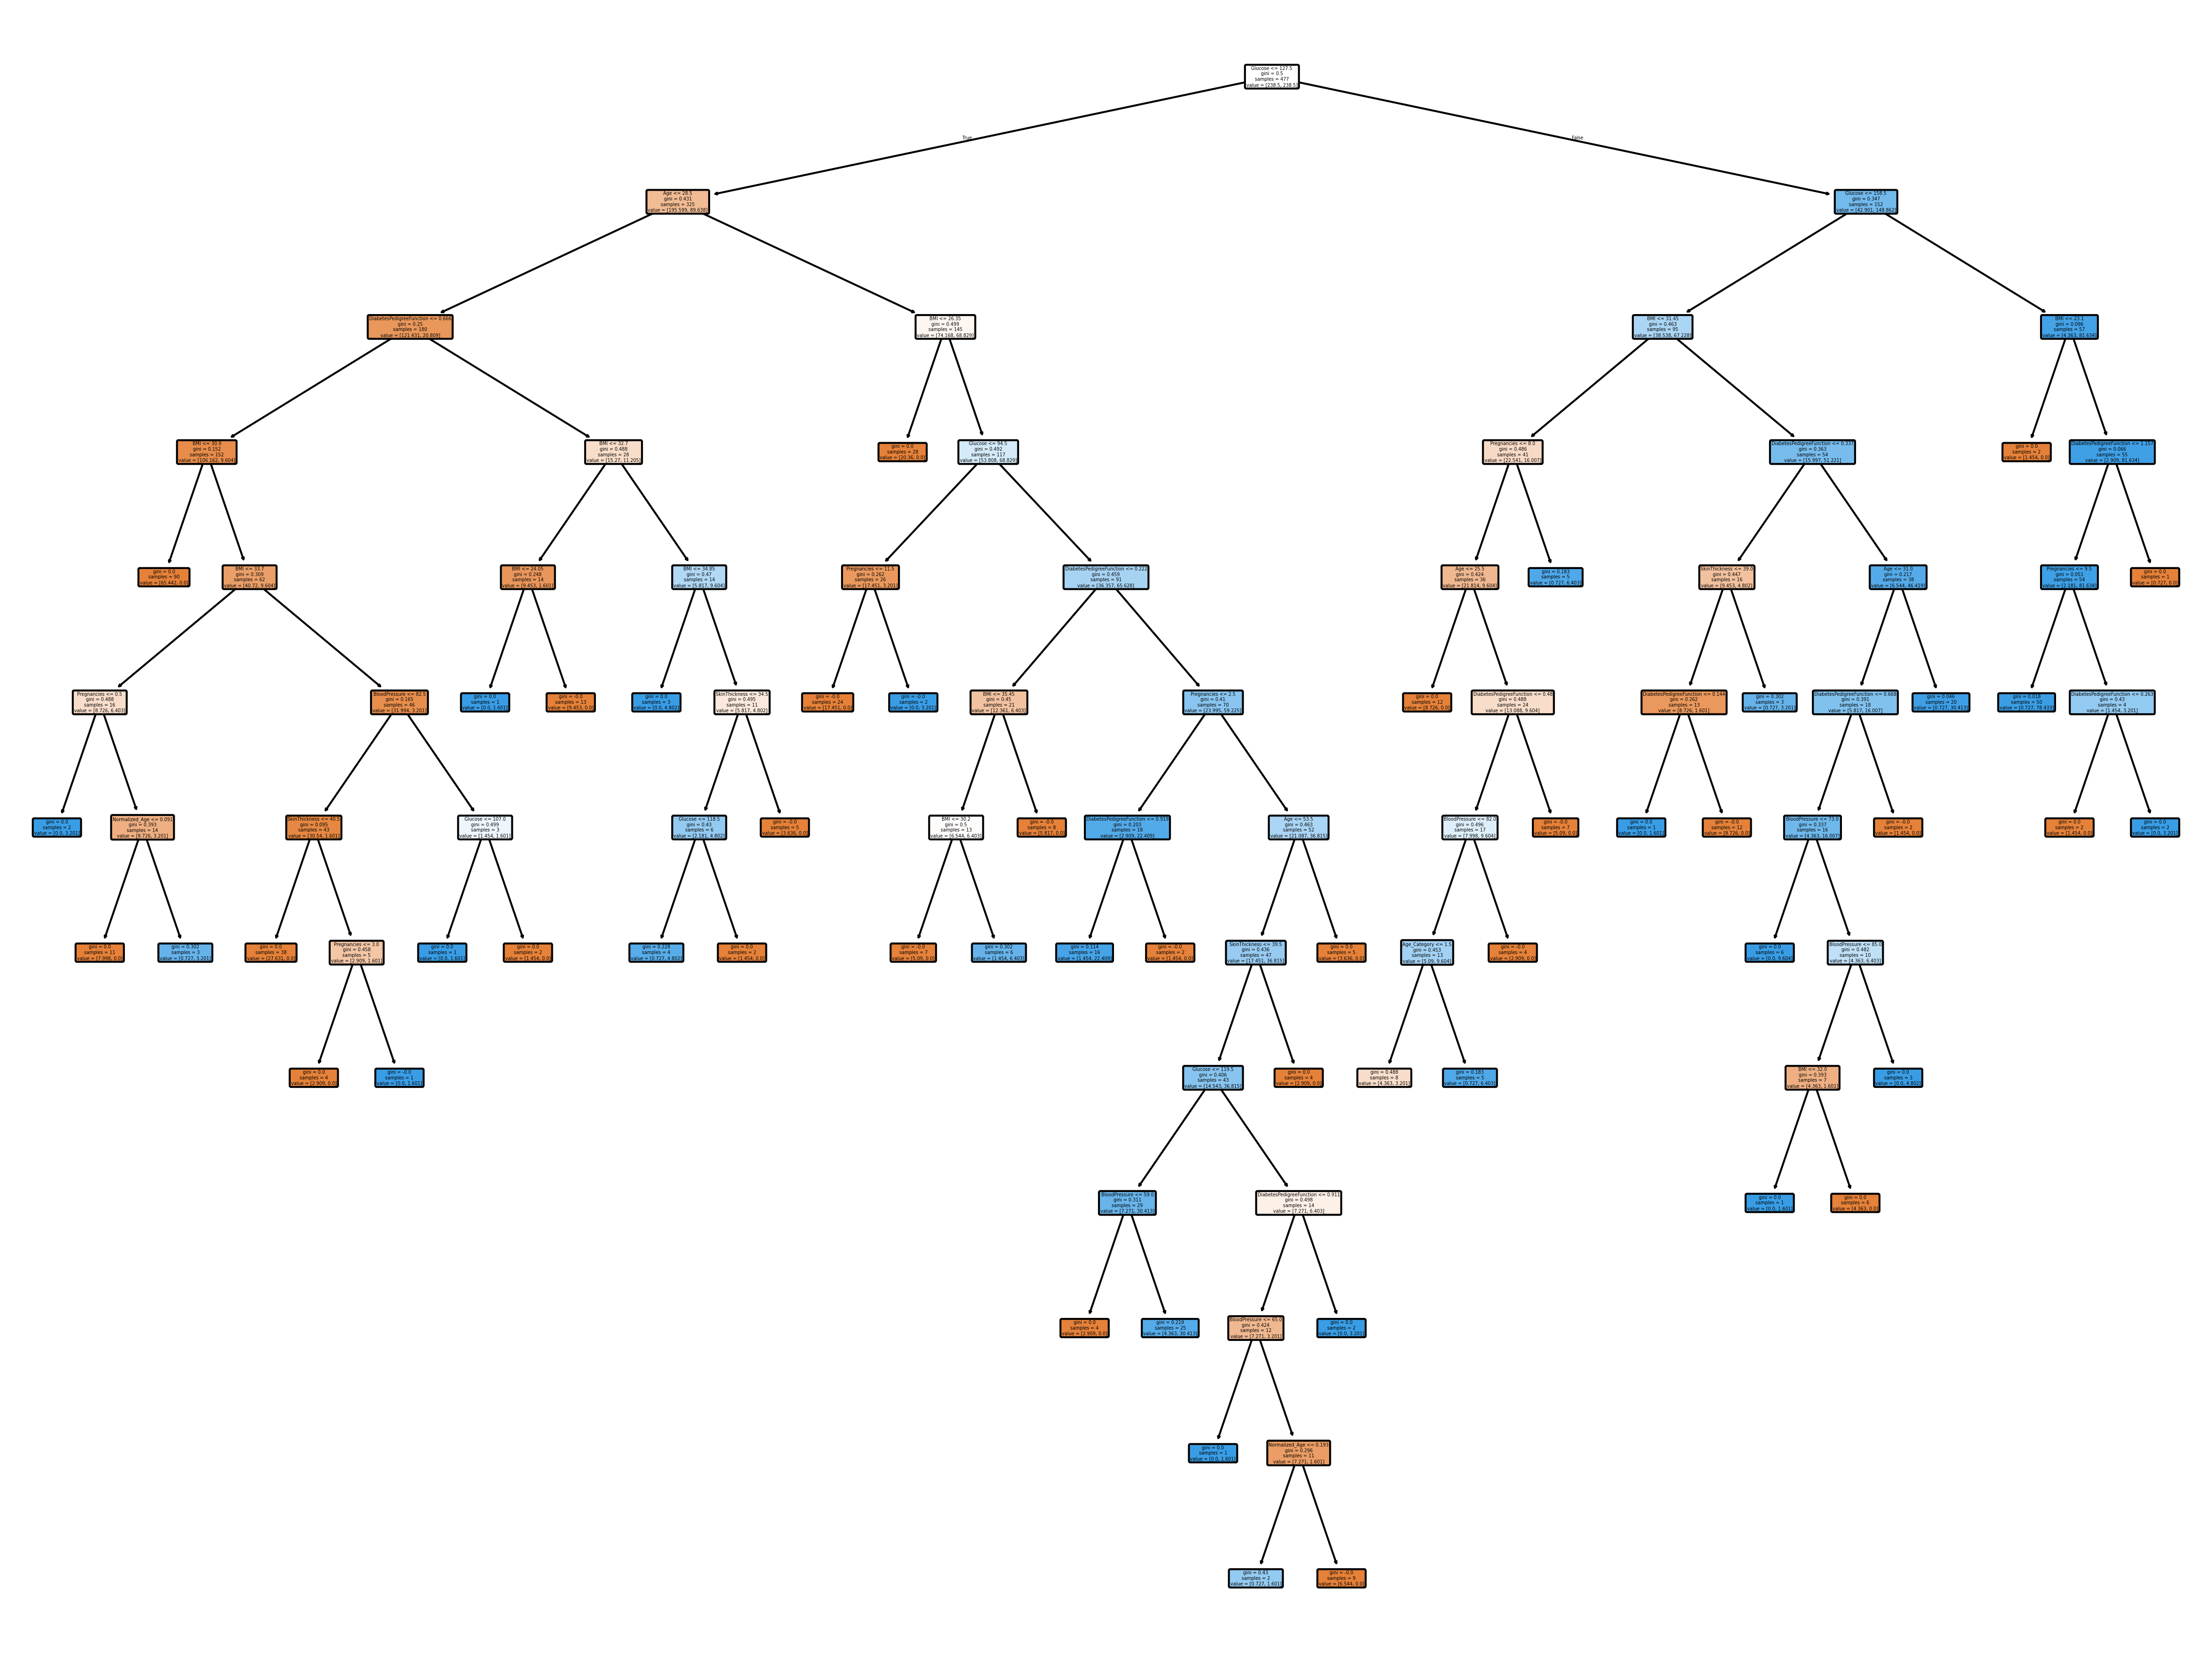 Glucose <= 127.5
gini = 0.5
samples = 477
value = [238.5, 238.5]
True
False
Age <= 28.5
gini = 0.431
samples = 325
value = [195.599, 89.638]
Glucose <= 158.5
gini = 0.347
samples = 152
value = [42.901, 148.862]
DiabetesPedigreeFunction <= 0.666
gini = 0.25
samples = 180
value = [121.431, 20.809]
BMI <= 26.35
gini = 0.499
samples = 145
value = [74.168, 68.829]
BMI <= 31.45
gini = 0.463
samples = 95
value = [38.538, 67.228]
BMI <= 23.1
gini = 0.096
samples = 57
value = [4.363, 81.634]
BMI <= 30.9
gini = 0.152
samples = 152
value = [106.162, 9.604]
BMI <= 32.7
gini = 0.488
samples = 28
value = [15.27, 11.205]
gini = 0.0
samples = 28
value = [20.36, 0.0]
Glucose <= 94.5
gini = 0.492
samples = 117
value = [53.808, 68.829]
Pregnancies <= 8.0
gini = 0.486
samples = 41
value = [22.541, 16.007]
DiabetesPedigreeFunction <= 0.337
gini = 0.363
samples = 54
value = [15.997, 51.221]
gini = 0.0
samples = 2
value = [1.454, 0.0]
gini = 0.066
samples = 55
value = [2.909, 81.634]
gini = 0.0
samples = 90
value = [65.442, 0.0]
BMI <= 33.7
gini = 0.309
samples = 62
value = [40.72, 9.604]
BMI <= 24.05
gini = 0.248
samples = 14
value = [9.453, 1.601]
BMI <= 34.85
gini = 0.47
samples = 14
value = [5.817, 9.604]
Pregnancies <= 11.5
gini = 0.262
samples = 26
value = [17.451, 3.201]
DiabetesPedigreeFunction <= 0.222
gini = 0.459
samples = 91
value = [36.357, 65.628]
Age <= 25.5
gini = 0.424
samples = 36
value = [21.814, 9.604]
gini = 0.183
samples = 5
value = [0.727, 6.403]
SkinThickness <= 39.0
gini = 0.447
samples = 16
value = [9.453, 4.802]
Age <= 31.0
gini = 0.217
samples = 38
value = [6.544, 46.419]
Pregnancies <= 9.5
gini = 0.051
samples = 54
value = [2.181, 81.634]
gini = 0.0
samples = 1
value = [0.727, 0.0]
Pregnancies <= 0.5
gini = 0.488
samples = 16
value = [8.726, 6.403]
BloodPressure <= 82.5
gini = 0.165
samples = 46
value = [31.994, 3.201]
gini = 0.0
samples = 1
value = [0.0, 1.601]
gini = -0.0
samples = 13
value = [9.453, 0.0]
gini = 0.0
samples = 3
value = [0.0, 4.802]
SkinThickness <= 34.5
gini = 0.495
samples = 11
value = [5.817, 4.802]
gini = -0.0
samples = 24
value = [17.451, 0.0]
gini = -0.0
samples = 2
value = [0.0, 3.201]
BMI <= 35.45
gini = 0.45
samples = 21
value = [12.361, 6.403]
Pregnancies <= 2.5
gini = 0.41
samples = 70
value = [23.995, 59.225]
gini = 0.0
samples = 12
value = [8.726, 0.0]
DiabetesPedigreeFunction <= 0.48
gini = 0.488
samples = 24
value = [13.088, 9.604]
DiabetesPedigreeFunction <= 0.144
gini = 0.262
samples = 13
value = [8.726, 1.601]
gini = 0.302
samples = 3
value = [0.727, 3.201]
DiabetesPedigreeFunction <= 0.668
gini = 0.391
samples = 18
value = [5.817, 16.007]
gini = 0.046
samples = 20
value = [0.727, 30.413]
gini = 0.018
samples = 50
value = [0.727, 78.433]
DiabetesPedigreeFunction <= 0.263
gini = 0.43
samples = 4
value = [1.454, 3.201]
gini = 0.0
samples = 2
value = [0.0, 3.201]
Normalized_Age <= 0.091
gini = 0.393
samples = 14
value = [8.726, 3.201]
SkinThickness <= 40.5
gini = 0.095
samples = 43
value = [30.54, 1.601]
Glucose <= 107.0
gini = 0.499
samples = 3
value = [1.454, 1.601]
Glucose <= 118.5
gini = 0.43
samples = 6
value = [2.181, 4.802]
gini = -0.0
samples = 5
value = [3.636, 0.0]
BMI <= 30.2
gini = 0.5
samples = 13
value = [6.544, 6.403]
gini = -0.0
samples = 8
value = [5.817, 0.0]
DiabetesPedigreeFunction <= 0.919
gini = 0.203
samples = 18
value = [2.909, 22.409]
Age <= 53.5
gini = 0.463
samples = 52
value = [21.087, 36.815]
BloodPressure <= 82.0
gini = 0.496
samples = 17
value = [7.998, 9.604]
gini = -0.0
samples = 7
value = [5.09, 0.0]
gini = 0.0
samples = 1
value = [0.0, 1.601]
gini = -0.0
samples = 12
value = [8.726, 0.0]
BloodPressure <= 73.0
gini = 0.337
samples = 16
value = [4.363, 16.007]
gini = -0.0
samples = 2
value = [1.454, 0.0]
gini = 0.0
samples = 2
value = [1.454, 0.0]
gini = 0.0
samples = 2
value = [0.0, 3.201]
gini = 0.0
samples = 11
value = [7.998, 0.0]
gini = 0.302
samples = 3
value = [0.727, 3.201]
gini = 0.0
samples = 38
value = [27.631, 0.0]
Pregnancies <= 3.0
gini = 0.458
samples = 5
value = [2.909, 1.601]
gini = 0.0
samples = 1
value = [0.0, 1.601]
gini = 0.0
samples = 2
value = [1.454, 0.0]
gini = 0.228
samples = 4
value = [0.727, 4.802]
gini = 0.0
samples = 2
value = [1.454, 0.0]
gini = -0.0
samples = 7
value = [5.09, 0.0]
gini = 0.302
samples = 6
value = [1.454, 6.403]
gini = 0.114
samples = 16
value = [1.454, 22.409]
gini = -0.0
samples = 2
value = [1.454, 0.0]
SkinThickness <= 39.5
gini = 0.436
samples = 47
value = [17.451, 36.815]
gini = 0.0
samples = 5
value = [3.636, 0.0]
Age_Category <= 1.5
gini = 0.453
samples = 13
value = [5.09, 9.604]
gini = -0.0
samples = 4
value = [2.909, 0.0]
gini = 0.0
samples = 6
value = [0.0, 9.604]
BloodPressure <= 85.0
gini = 0.482
samples = 10
value = [4.363, 6.403]
gini = 0.0
samples = 4
value = [2.909, 0.0]
gini = -0.0
samples = 1
value = [0.0, 1.601]
Glucose <= 119.5
gini = 0.406
samples = 43
value = [14.543, 36.815]
gini = 0.0
samples = 4
value = [2.909, 0.0]
gini = 0.488
samples = 8
value = [4.363, 3.201]
gini = 0.183
samples = 5
value = [0.727, 6.403]
BMI <= 32.0
gini = 0.393
samples = 7
value = [4.363, 1.601]
gini = 0.0
samples = 3
value = [0.0, 4.802]
BloodPressure <= 59.0
gini = 0.311
samples = 29
value = [7.271, 30.413]
DiabetesPedigreeFunction <= 0.911
gini = 0.498
samples = 14
value = [7.271, 6.403]
gini = 0.0
samples = 1
value = [0.0, 1.601]
gini = 0.0
samples = 6
value = [4.363, 0.0]
gini = 0.0
samples = 4
value = [2.909, 0.0]
gini = 0.219
samples = 25
value = [4.363, 30.413]
BloodPressure <= 65.0
gini = 0.424
samples = 12
value = [7.271, 3.201]
gini = 0.0
samples = 2
value = [0.0, 3.201]
gini = 0.0
samples = 1
value = [0.0, 1.601]
Normalized_Age <= 0.193
gini = 0.296
samples = 11
value = [7.271, 1.601]
gini = 0.43
samples = 2
value = [0.727, 1.601]
gini = -0.0
samples = 9
value = [6.544, 0.0]